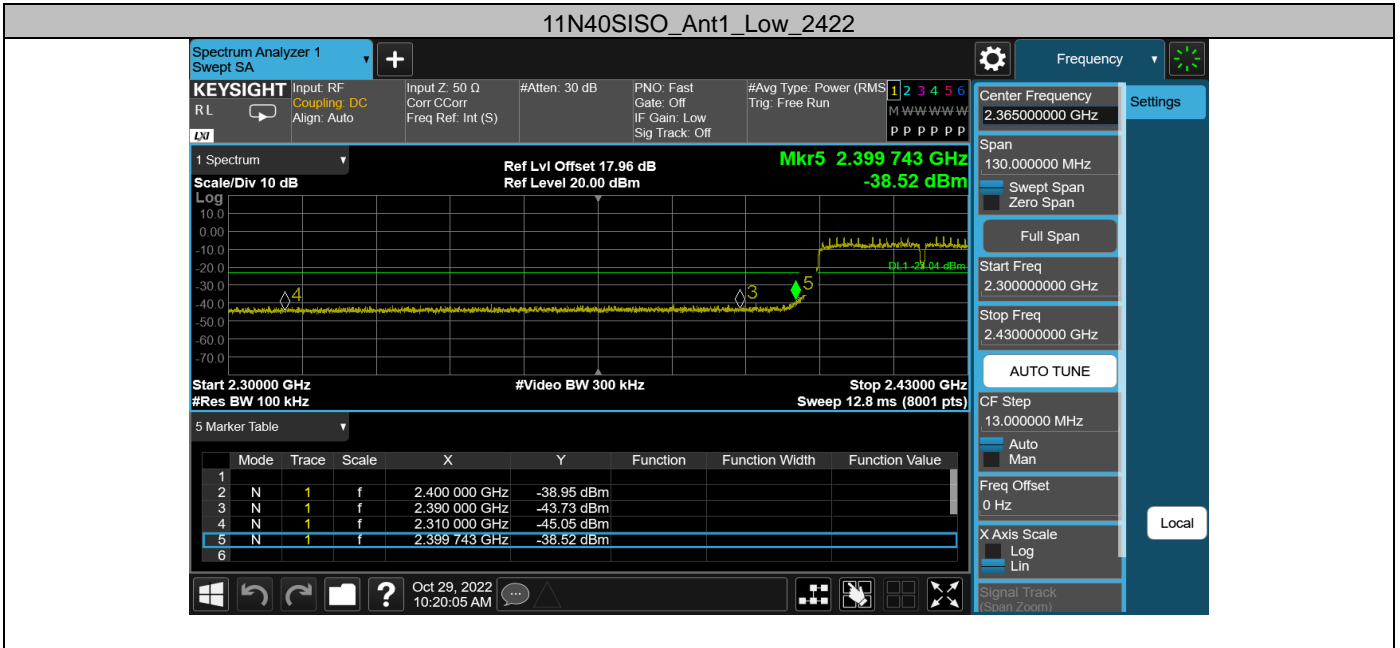 11N40SISO_Ant1_Low_2422
Spectrum Analyzer 1
Swept SA
+
Frequency
KEYSIGHT
RL
LXI
Input: RF
Coupling: DC
Align: Auto
Input Z: 50 Ω
Corr CCorr
Freq Ref: Int (S)
#Atten: 30 dB
PNO: Fast
Gate: Off
IF Gain: Low
Sig Track: Off
#Avg Type: Power (RMS
Trig: Free Run
1 2 3 4 5 6
M W W W W W
P P P P P P
1 Spectrum
Scale/Div 10 dB
Ref Lvl Offset 17.96 dB
Ref Level 20.00 dBm
Mkr5 2.399 743 GHz
-38.52 dBm
Log
10.0
0.00
-10.0
-20.0
-30.0
-40.0
-50.0
-60.0
-70.0
4
3
5
DL1 -23.04 dBm
Start 2.30000 GHz
#Video BW 300 kHz
Stop 2.43000 GHz
#Res BW 100 kHz
Sweep 12.8 ms (8001 pts)
5 Marker Table
Mode Trace Scale X Y Function Function Width Function Value
1
2 N 1 f 2.400 000 GHz -38.95 dBm
3 N 1 f 2.390 000 GHz -43.73 dBm
4 N 1 f 2.310 000 GHz -45.05 dBm
5 N 1 f 2.399 743 GHz -38.52 dBm
6
?
Oct 29, 2022
10:20:05 AM
Center Frequency
2.365000000 GHz
Span
130.000000 MHz
Swept Span
Zero Span
Full Span
Start Freq
2.300000000 GHz
Stop Freq
2.430000000 GHz
AUTO TUNE
CF Step
13.000000 MHz
Auto
Man
Freq Offset
0 Hz
X Axis Scale
Log
Lin
Signal Track
(Span Zoom)
Settings
Local